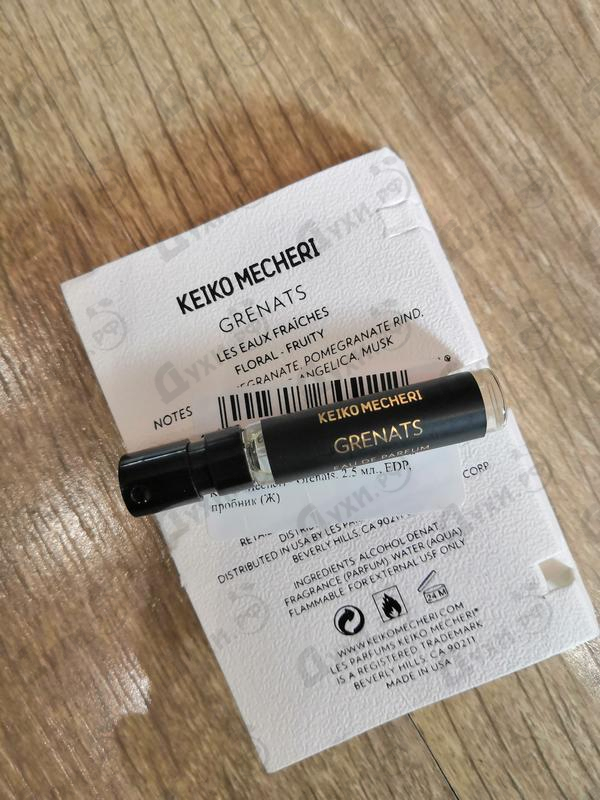 KEIKO MECHERI
GRENATS
LES EAUX FRAÎCHES
FLORAL - FRUITY
POMEGRANATE RIND,
NOTES ANGELICA, MUSK
KEIKO MECHERI
GRENATS
EAU DE PARFUM
Grenats. 2.5 мл., EDP,
пробник (Ж)
CORP
DISTRIBUTED IN USA BY LES
BEVERLY HILLS, CA 90211
INGREDIENTS: ALCOHOL DENAT
FRAGRANCE (PARFUM), WATER (AQUA)
FLAMMABLE. FOR EXTERNAL USE ONLY
24 M
WWW.KEIKOMECHERI.COM
LES PARFUMS KEIKO MECHERI®
IS A REGISTERED TRADEMARK
BEVERLY HILLS, CA 90211
MADE IN USA
Духи.рф